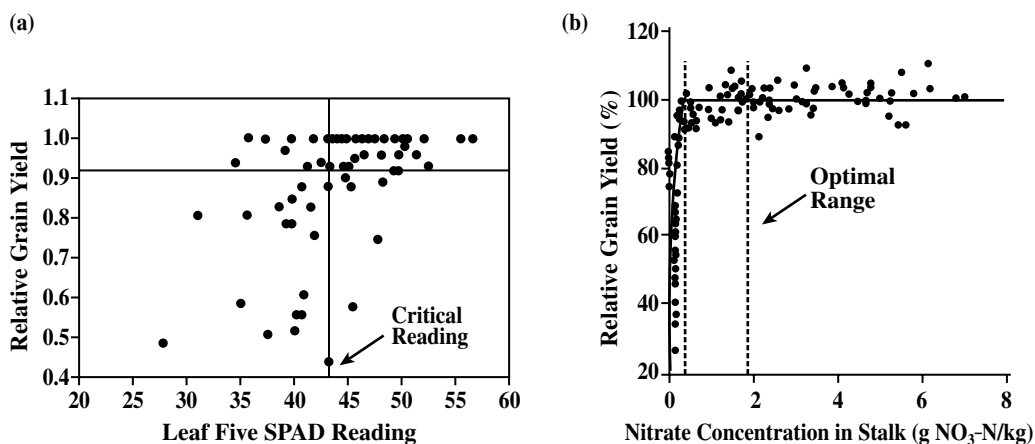 (a)
Relative Grain Yield
1.1
1.0
0.9
0.8
0.7
0.6
0.5
0.4
20
25
30
35
40
45
50
55
60
Critical
Reading
Leaf Five SPAD Reading
(b)
Relative Grain Yield (%)
120
100
80
60
40
20
0
2
4
6
8
Optimal
Range
Nitrate Concentration in Stalk (g NO₃-N/kg)